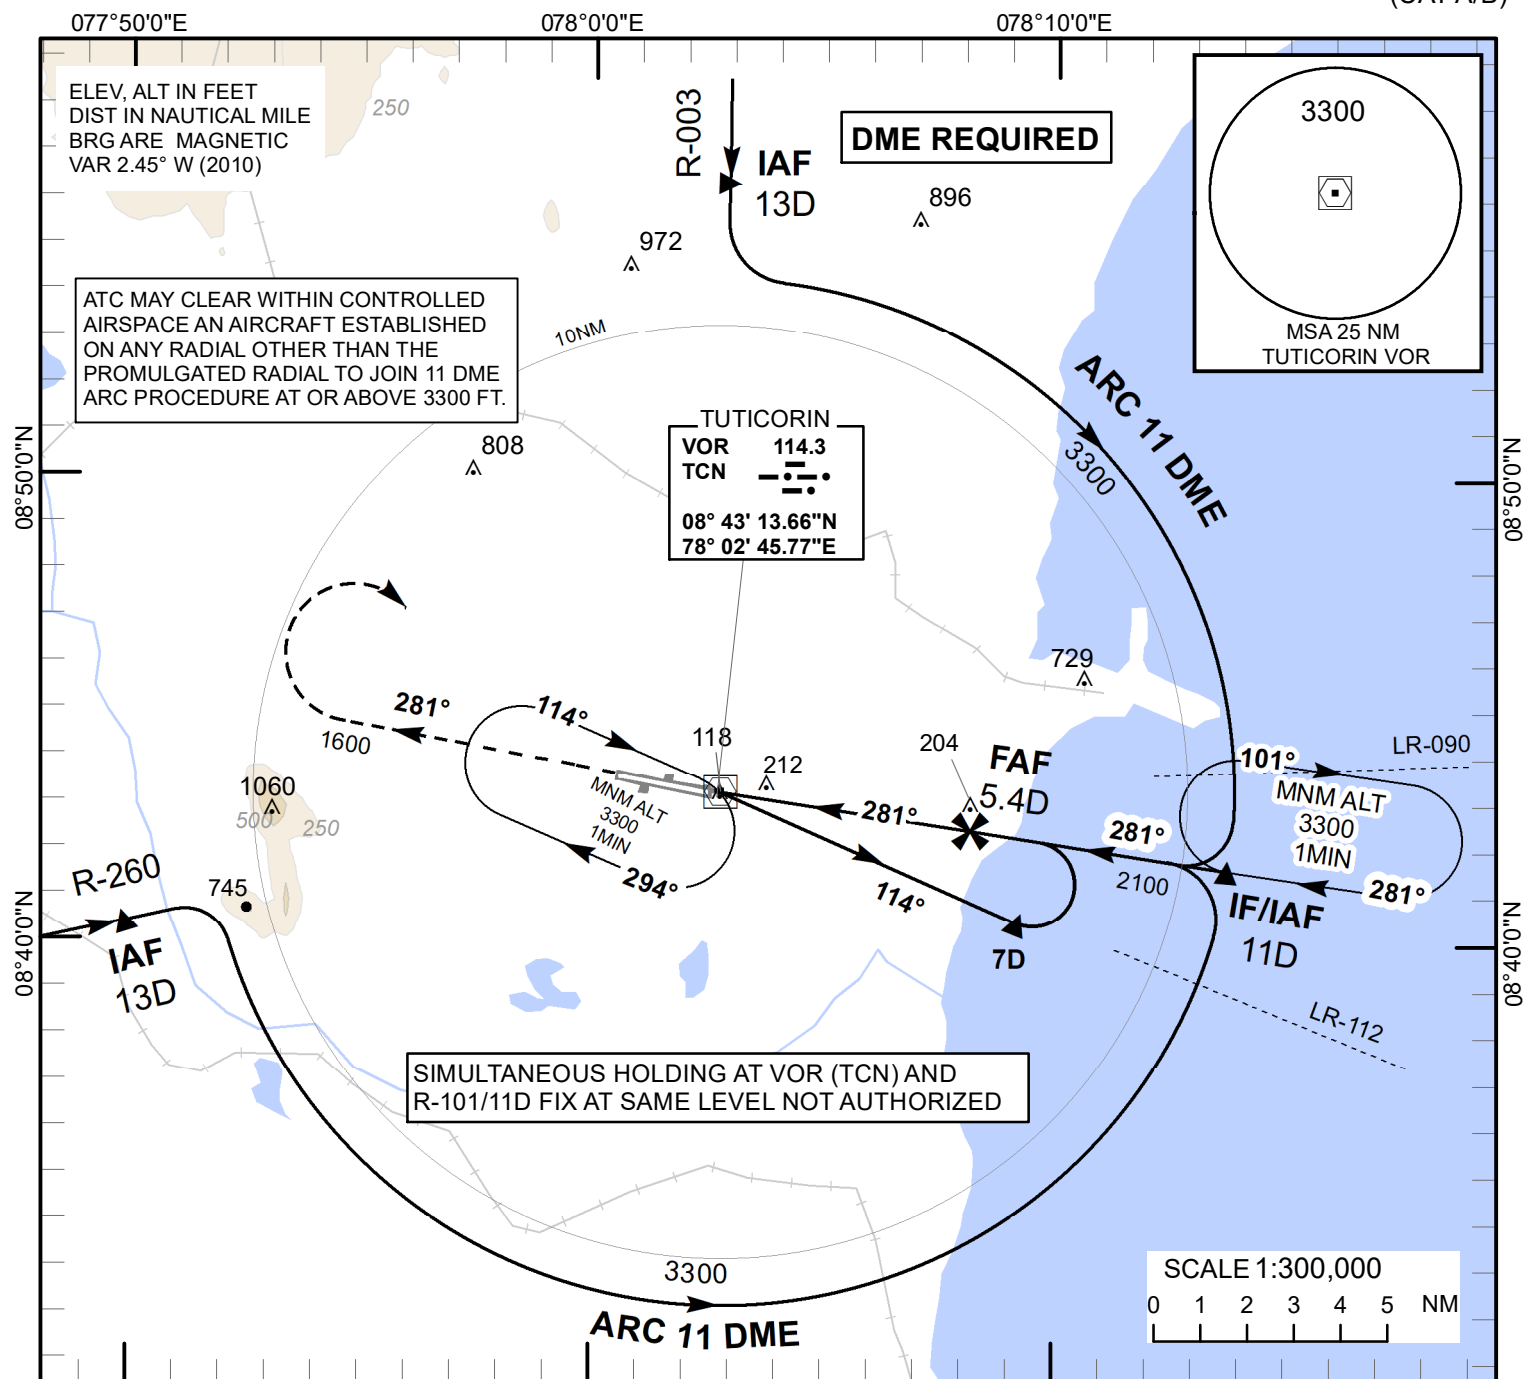 (CAT A/B)
077°50'0"E
078°0'0"E
078°10'0"E
ELEV, ALT IN FEET
DIST IN NAUTICAL MILE
BRG ARE MAGNETIC
VAR 2.45° W (2010)
250
R-003
IAF
13D
DME REQUIRED
3300
MSA 25 NM
TUTICORIN VOR
896
972
ATC MAY CLEAR WITHIN CONTROLLED
AIRSPACE AN AIRCRAFT ESTABLISHED
ON ANY RADIAL OTHER THAN THE
PROMULGATED RADIAL TO JOIN 11 DME
ARC PROCEDURE AT OR ABOVE 3300 FT.
10NM
ARC 11 DME
3300
808
TUTICORIN
VOR 114.3
TCN
08° 43' 13.66"N
78° 02' 45.77"E
08°50'0"N
08°50'0"N
729
281°
1600
114°
118
212
204
FAF
5.4D
LR-090
101°
MNM ALT
3300
1MIN
281°
MNM ALT
3300
1MIN
294°
281°
281°
2100
114°
7D
IF/IAF
11D
LR-112
1060
500
250
745
R-260
IAF
13D
08°40'0"N
08°40'0"N
SIMULTANEOUS HOLDING AT VOR (TCN) AND
R-101/11D FIX AT SAME LEVEL NOT AUTHORIZED
3300
ARC 11 DME
SCALE 1:300,000
0 1 2 3 4 5 NM